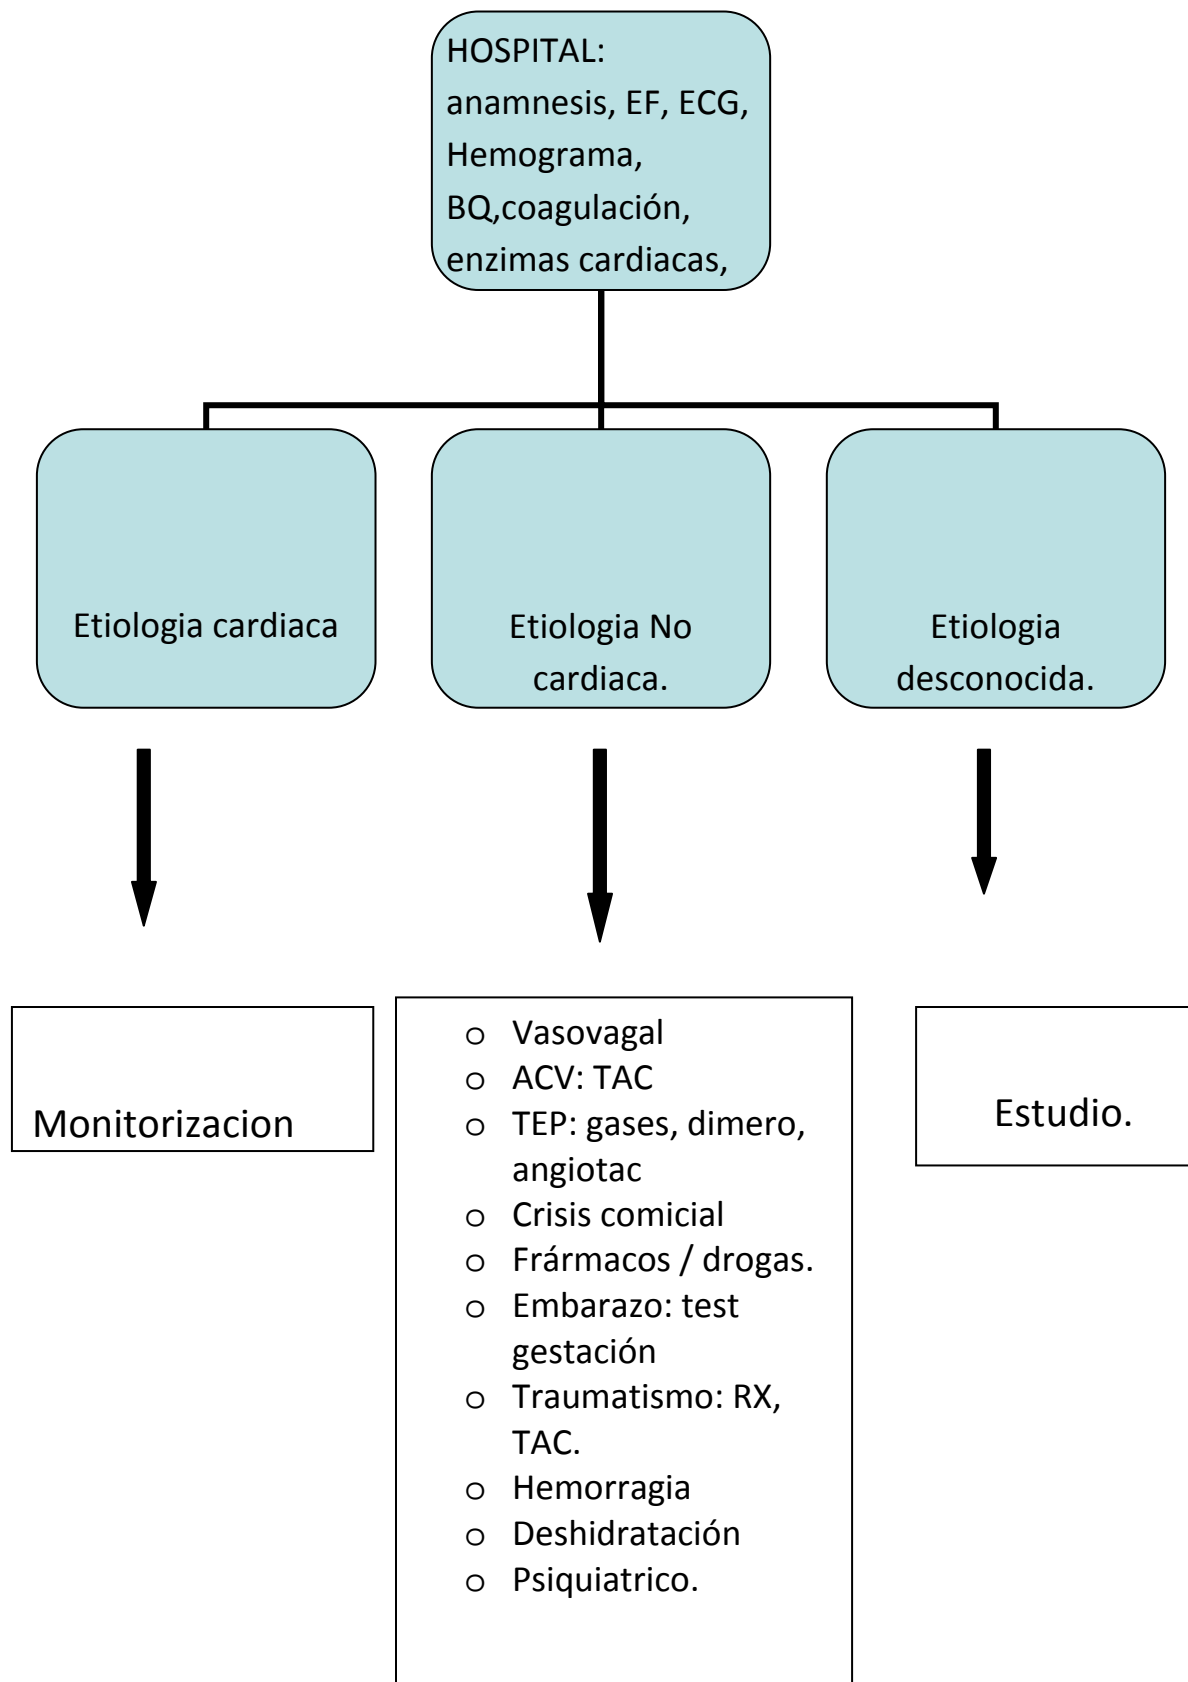 HOSPITAL:
anamnesis, EF, ECG,
Hemograma,
BQ,coagulación,
enzimas cardiacas,
Etiologia cardiaca
Etiologia No
cardiaca.
Etiologia
desconocida.
Monitorizacion
o Vasovagal
o ACV: TAC
o TEP: gases, dimero,
angiotac
o Crisis comicial
o Frármacos / drogas.
o Embarazo: test
gestación
o Traumatismo: RX,
TAC.
o Hemorragia
o Deshidratación
o Psiquiatrico.
Estudio.